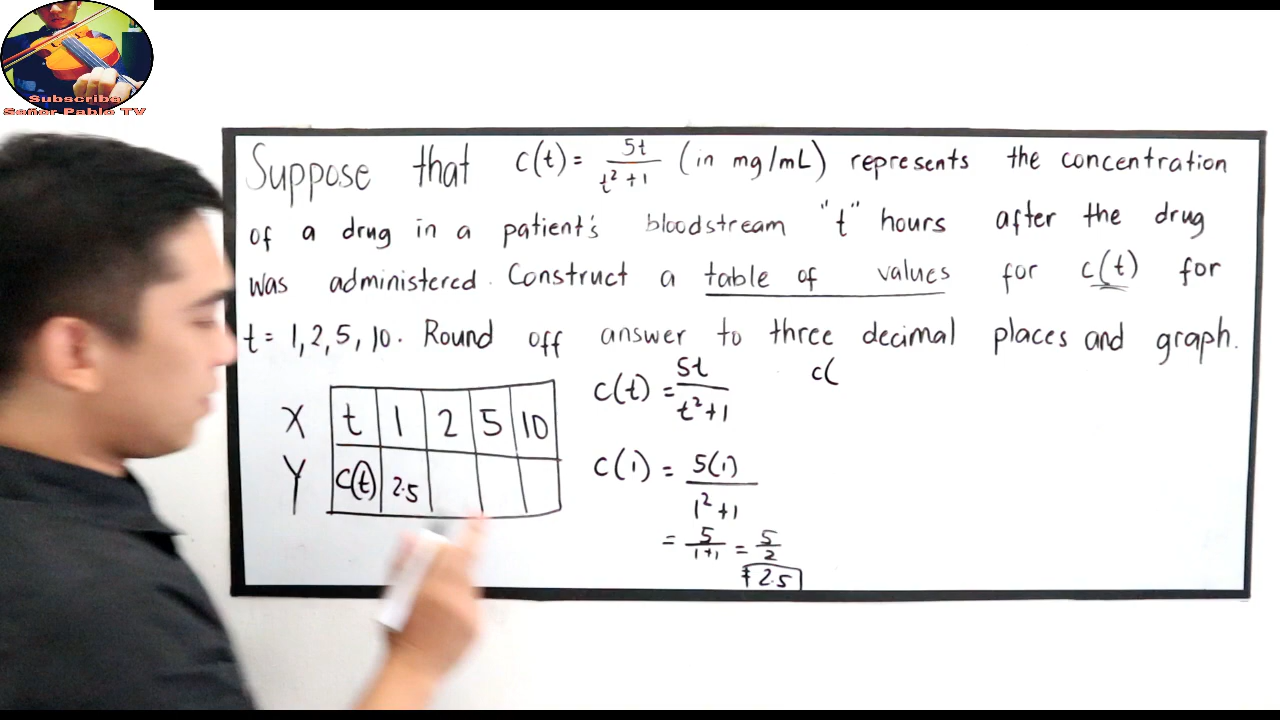 Subscribe
Señor Pablo TV
Suppose that c(t) = 5t / t² + 1 (in mg/mL) represents the concentration
of a drug in a patient's bloodstream "t" hours after the drug
was administered. Construct a table of values for c(t) for
t = 1, 2, 5, 10. Round off answer to three decimal places and graph.
X t 1 2 5 10
Y c(t) 2.5
c(t) = 5t / t² + 1
c(1) = 5(1) / 1² + 1
= 5 / 1+1 = 5 / 2
= 2.5
c(